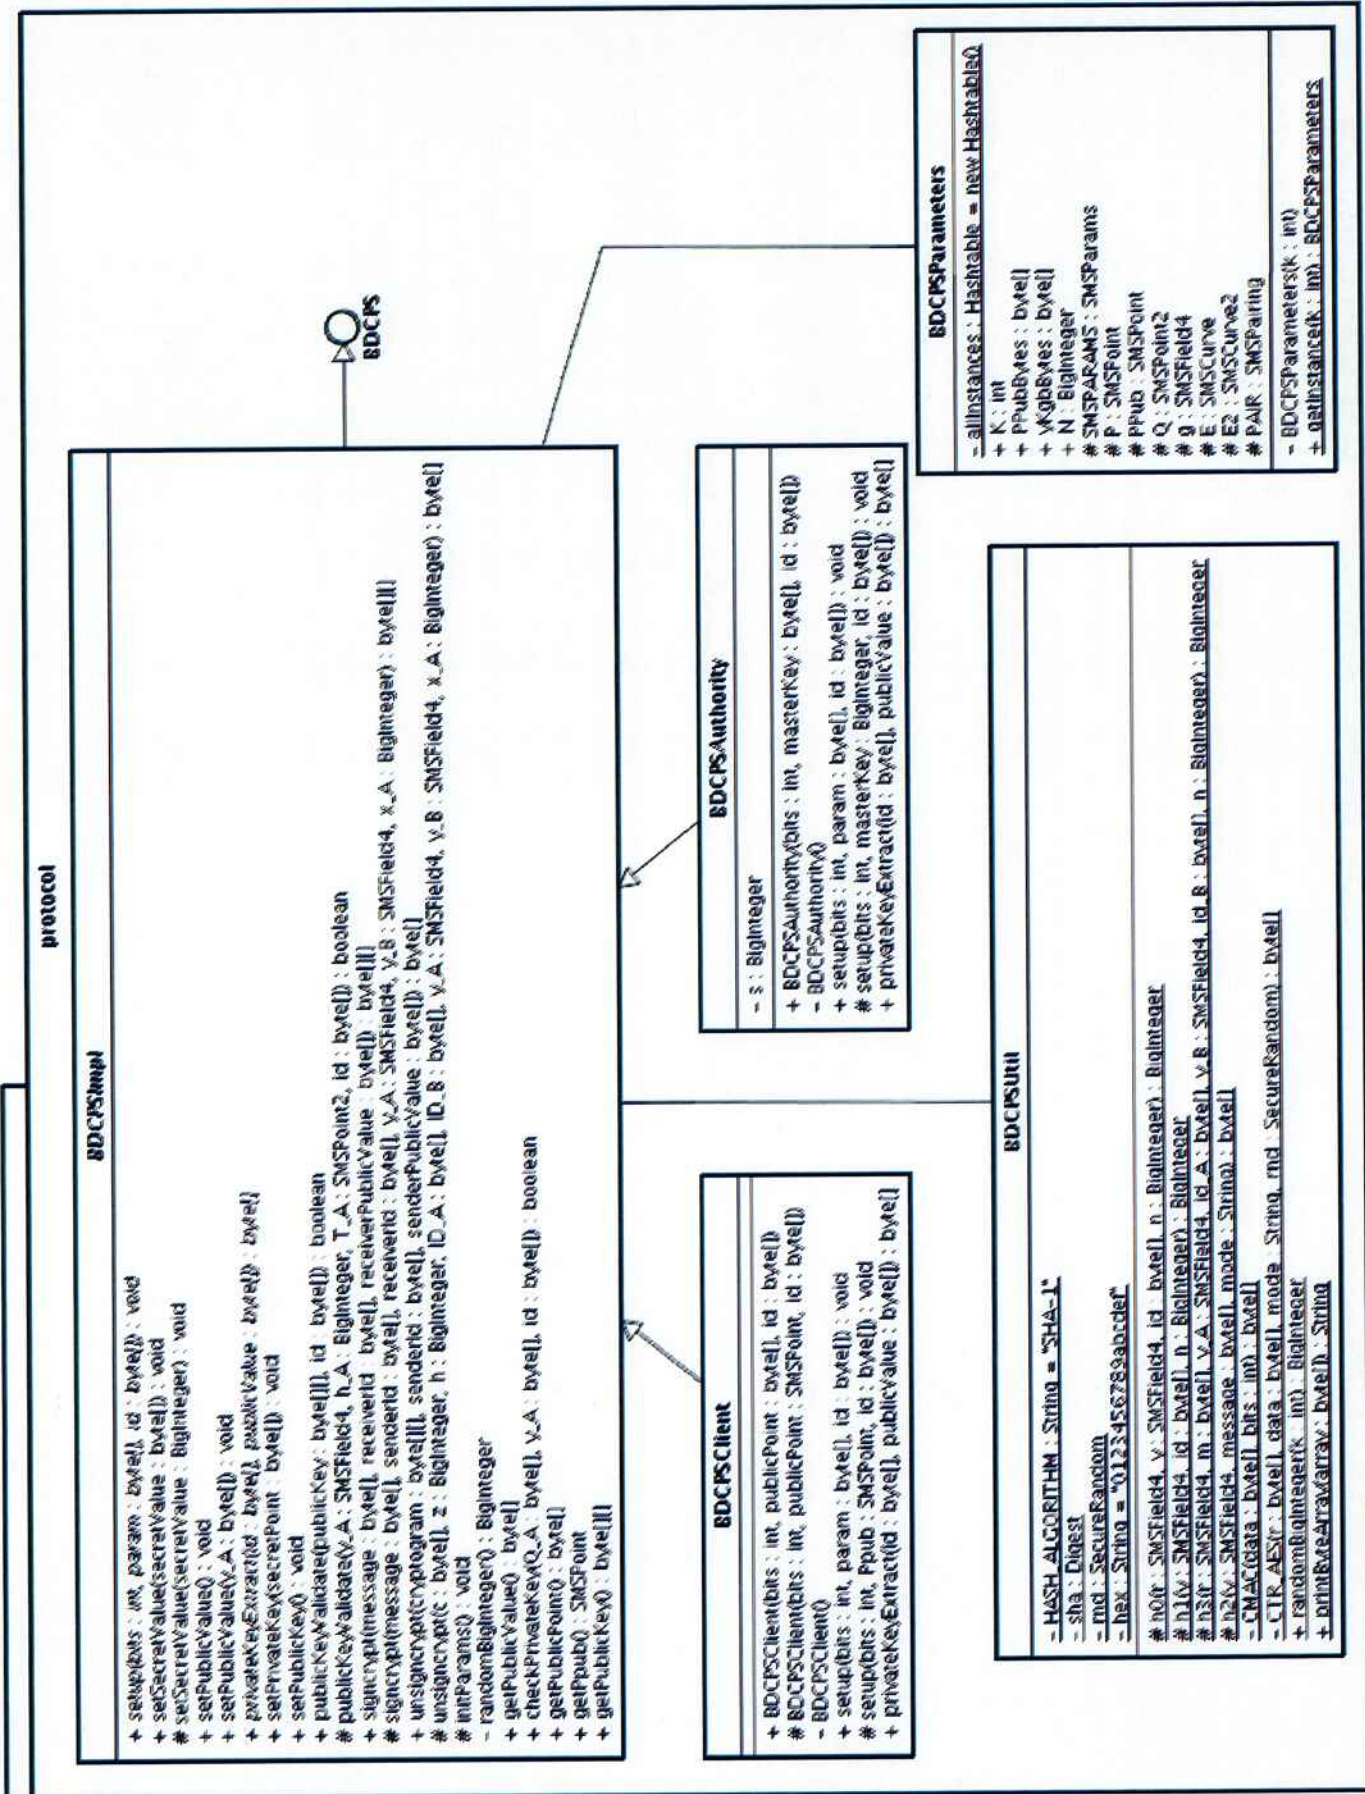 protocol
BDCPSImpl
+ setup(bits : int, param : byte[], id : byte[]) : void
+ setSecretValue(secretValue : byte[]) : void
# setSecretValue(secretValue : BigInteger) : void
+ setPublicValue() : void
+ setPublicValue(y_A : byte[]) : void
+ privateKeyExtract(id : byte[], publicValue : byte[]) : byte[]
+ setPrivateKey(secretPoint : byte[]) : void
+ setPublicKey() : void
+ publicKeyValidate(publicKey : byte[][], id : byte[]) : boolean
# publicKeyValidate(y_A : SMSField4, h_A : BigInteger, T_A : SMSPoint2, id : byte[]) : boolean
+ signcrypt(message : byte[], receiverId : byte[], receiverPublicValue : byte[]) : byte[][]
# signcrypt(message : byte[], senderId : byte[], receiverId : byte[], y_A : SMSField4, y_B : SMSField4, x_A : BigInteger) : byte[][]
+ unsigncrypt(cryptogram : byte[][], senderId : byte[], senderPublicValue : byte[]) : byte[]
# unsigncrypt(c : byte[], z : BigInteger, h : BigInteger, ID_A : byte[], ID_B : byte[], y_A : SMSField4, y_B : SMSField4, x_A : BigInteger) : byte[]
# initParams() : void
- randomBigInteger() : BigInteger
+ getPublicValue() : byte[]
+ checkPrivateKey(Q_A : byte[], y_A : byte[], id : byte[]) : boolean
+ getPublicPoint() : byte[]
+ getPpub() : SMSPoint
+ getPublicKey() : byte[][]
BDCPS
BDCPSClient
+ BDCPSClient(bits : int, publicPoint : byte[], id : byte[])
# BDCPSClient(bits : int, publicPoint : SMSPoint, id : byte[])
- BDCPSClient()
+ setup(bits : int, param : byte[], id : byte[]) : void
# setup(bits : int, Ppub : SMSPoint, id : byte[]) : void
+ privateKeyExtract(id : byte[], publicValue : byte[]) : byte[]
BDCPSAuthority
- s : BigInteger
+ BDCPSAuthority(bits : int, masterKey : byte[], id : byte[])
- BDCPSAuthority()
+ setup(bits : int, param : byte[], id : byte[]) : void
# setup(bits : int, masterKey : BigInteger, id : byte[]) : void
+ privateKeyExtract(id : byte[], publicValue : byte[]) : byte[]
BDCPSParameters
- allInstances : Hashtable = new Hashtable()
+ K : int
+ PPubBytes : byte[]
+ yKgbBytes : byte[]
+ N : BigInteger
# SMSPARAMS : SMSParams
# P : SMSPoint
# PPub : SMSPoint
# Q : SMSPoint2
# g : SMSField4
# E : SMSCurve
# E2 : SMSCurve2
# PAIR : SMSPairing
- BDCPSParameters(k : int)
+ getInstance(k : int) : BDCPSParameters
BDCPSUtil
- HASH_ALGORITHM : String = "SHA-1"
- sha : Digest
- rnd : SecureRandom
- hex : String = "0123456789abcdef"
# h0(r : SMSField4, y : SMSField4, id : byte[], n : BigInteger) : BigInteger
# h1(y : SMSField4, id : byte[], n : BigInteger) : BigInteger
# h3(r : SMSField4, m : byte[], y_A : SMSField4, id_A : byte[], y_B : SMSField4, id_B : byte[], n : BigInteger) : BigInteger
# h2(y : SMSField4, message : byte[], mode : String) : byte[]
- CMAC(data : byte[], bits : int) : byte[]
- CTR_AES(r : byte[], data : byte[], mode : String, rnd : SecureRandom) : byte[]
+ randomBigInteger(k : int) : BigInteger
+ printByteArray(array : byte[]) : String